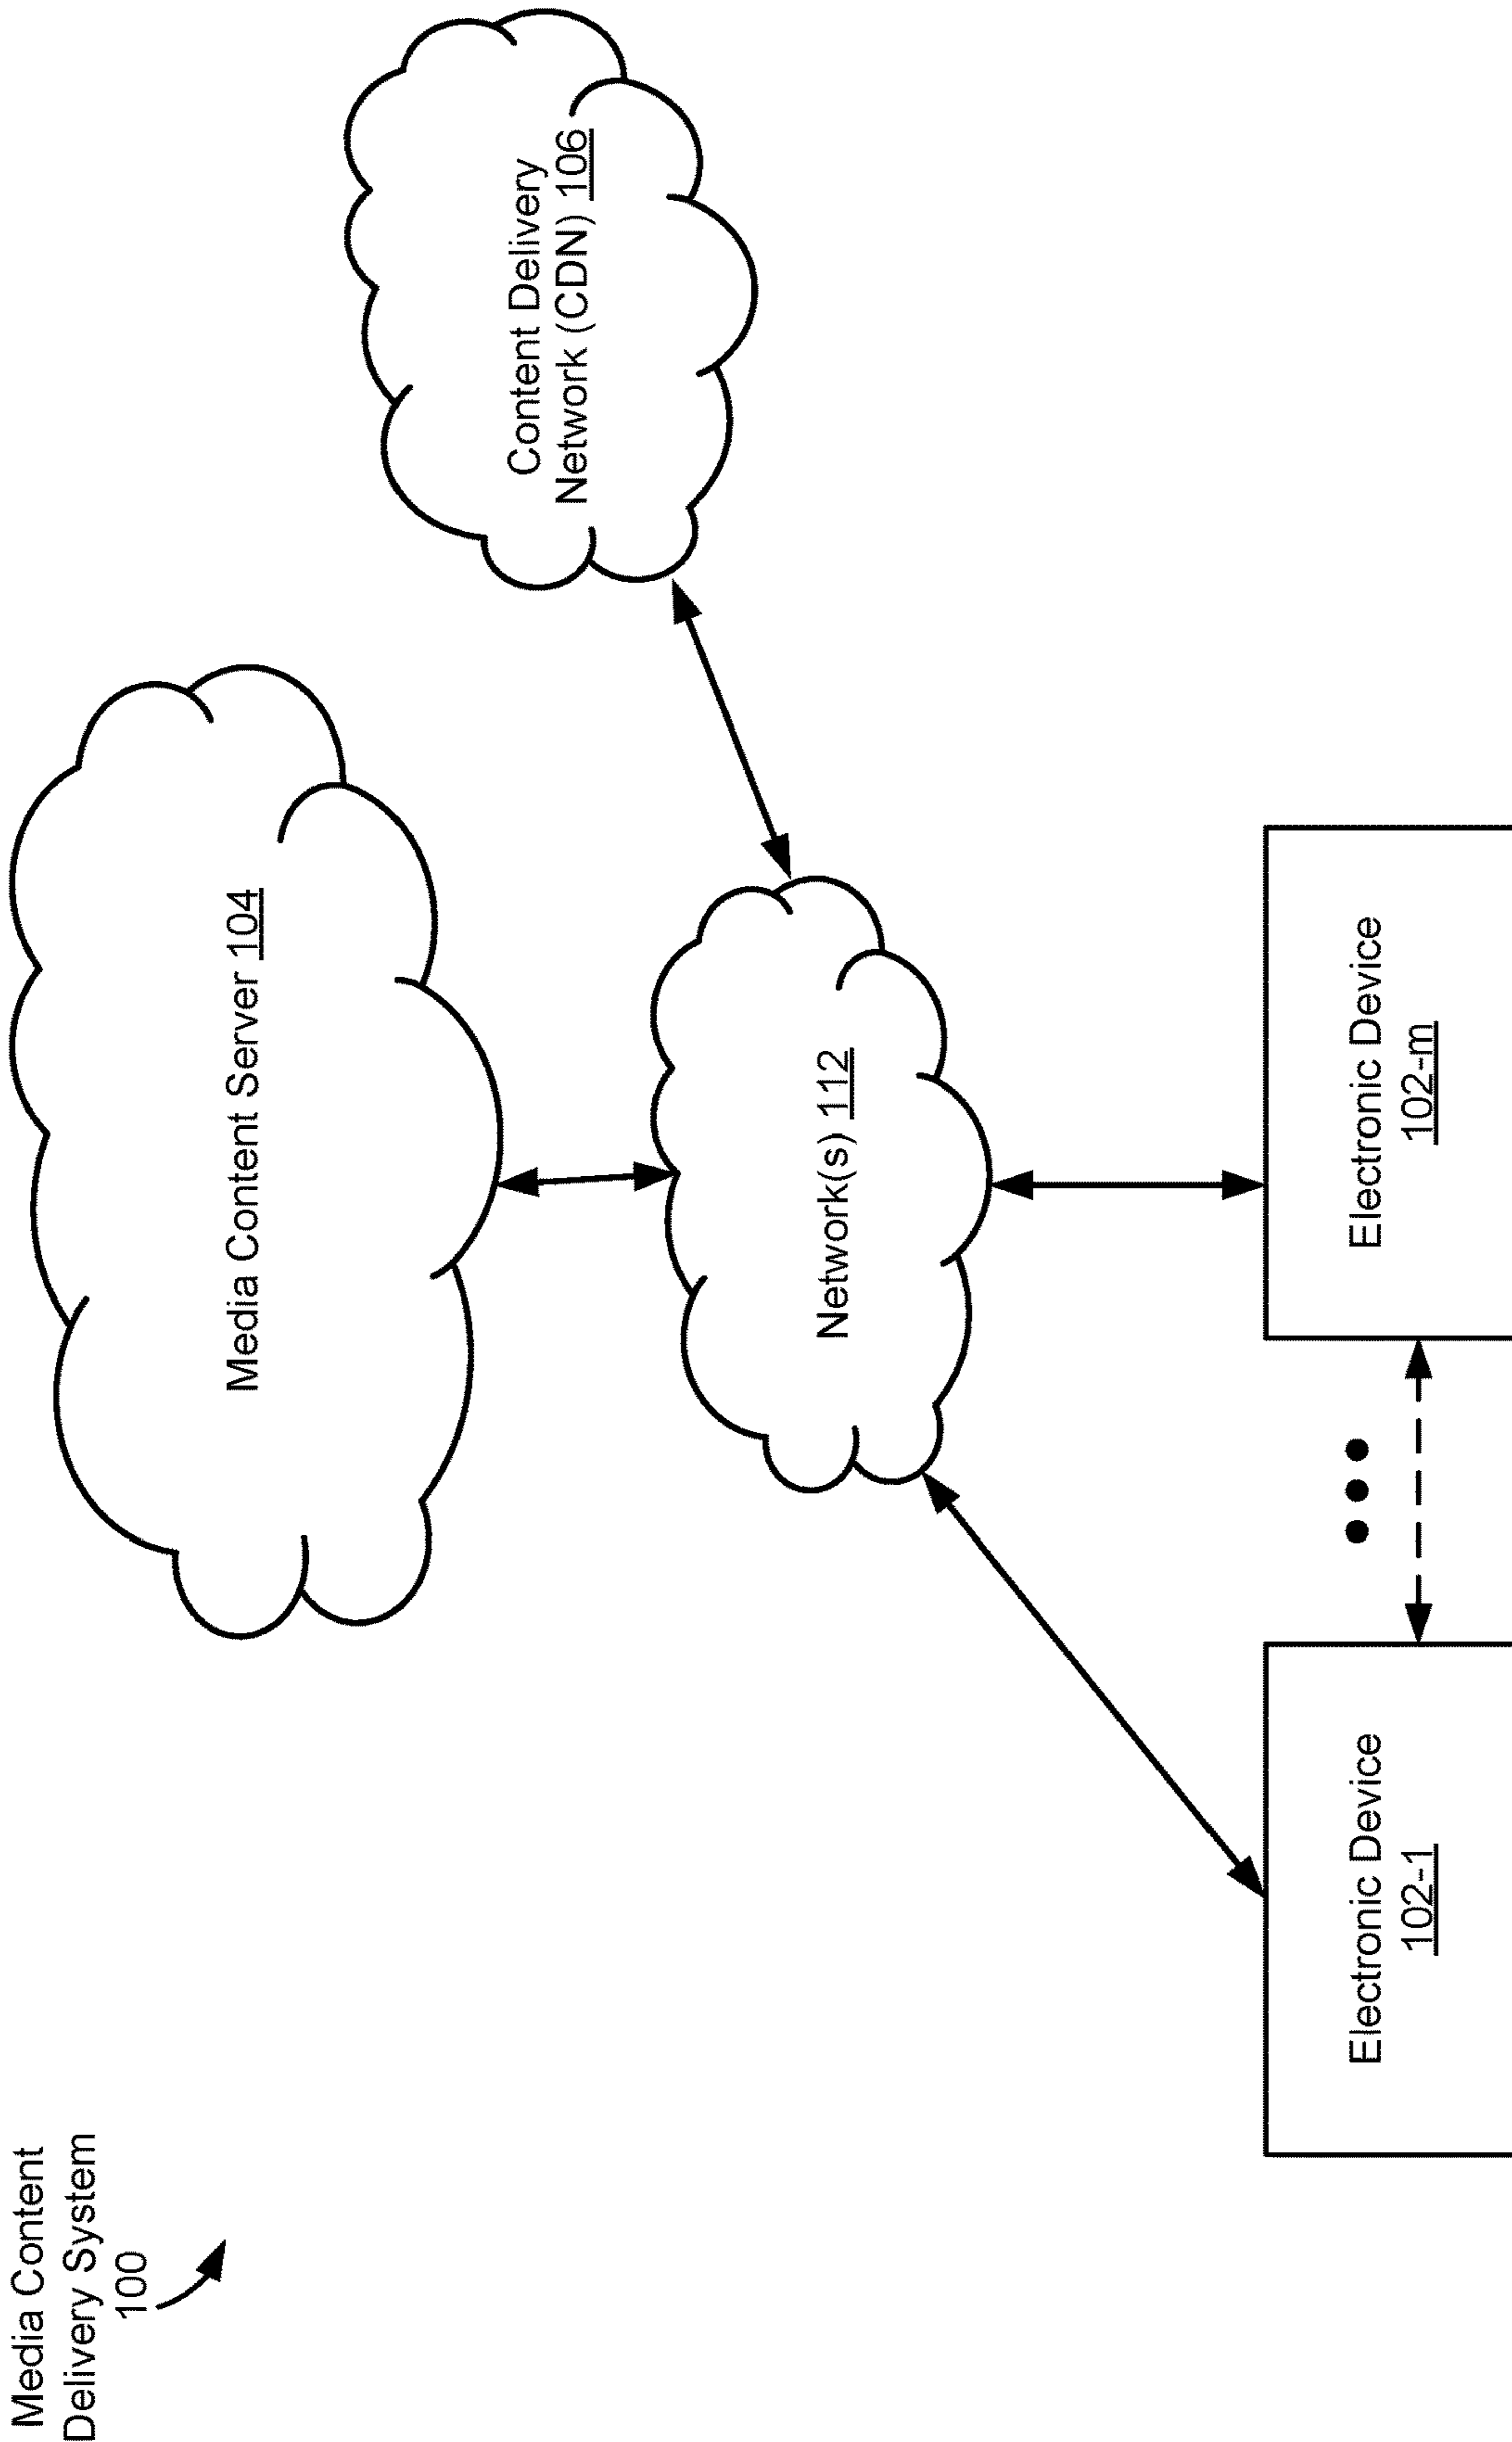 Media Content
Delivery System
100
Media Content Server 104
Content Delivery
Network (CDN) 106
Network(s) 112
Electronic Device
102-1
Electronic Device
102-m